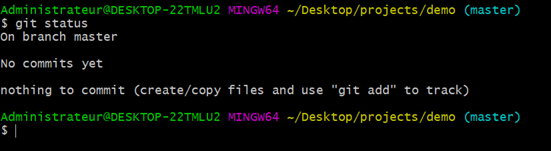 Administrateur@DESKTOP-22TMLU2 MINGW64 ~/Desktop/projects/demo (master)
$ git status
On branch master
No commits yet
nothing to commit (create/copy files and use "git add" to track)
Administrateur@DESKTOP-22TMLU2 MINGW64 ~/Desktop/projects/demo (master)
$